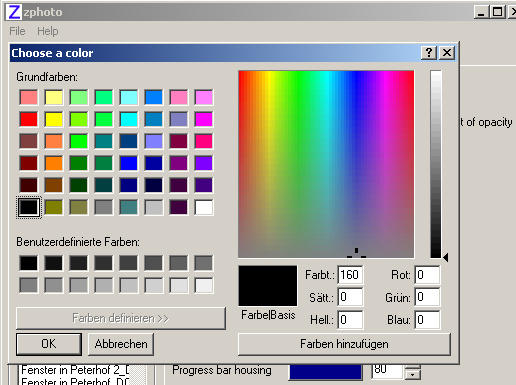 zphoto
File Help
Choose a color
Grundfarben:
t of opacity
Benutzerdefinierte Farben:
Farbt.: 160 Rot: 0
Sätt.: 0 Grün: 0
Farbe|Basis
Hell.: 0 Blau: 0
Farben definieren >>
OK Abbrechen Farben hinzufügen
Fenster in Peterhof 2_D Progress bar housing 80
Fenster in Peterhof